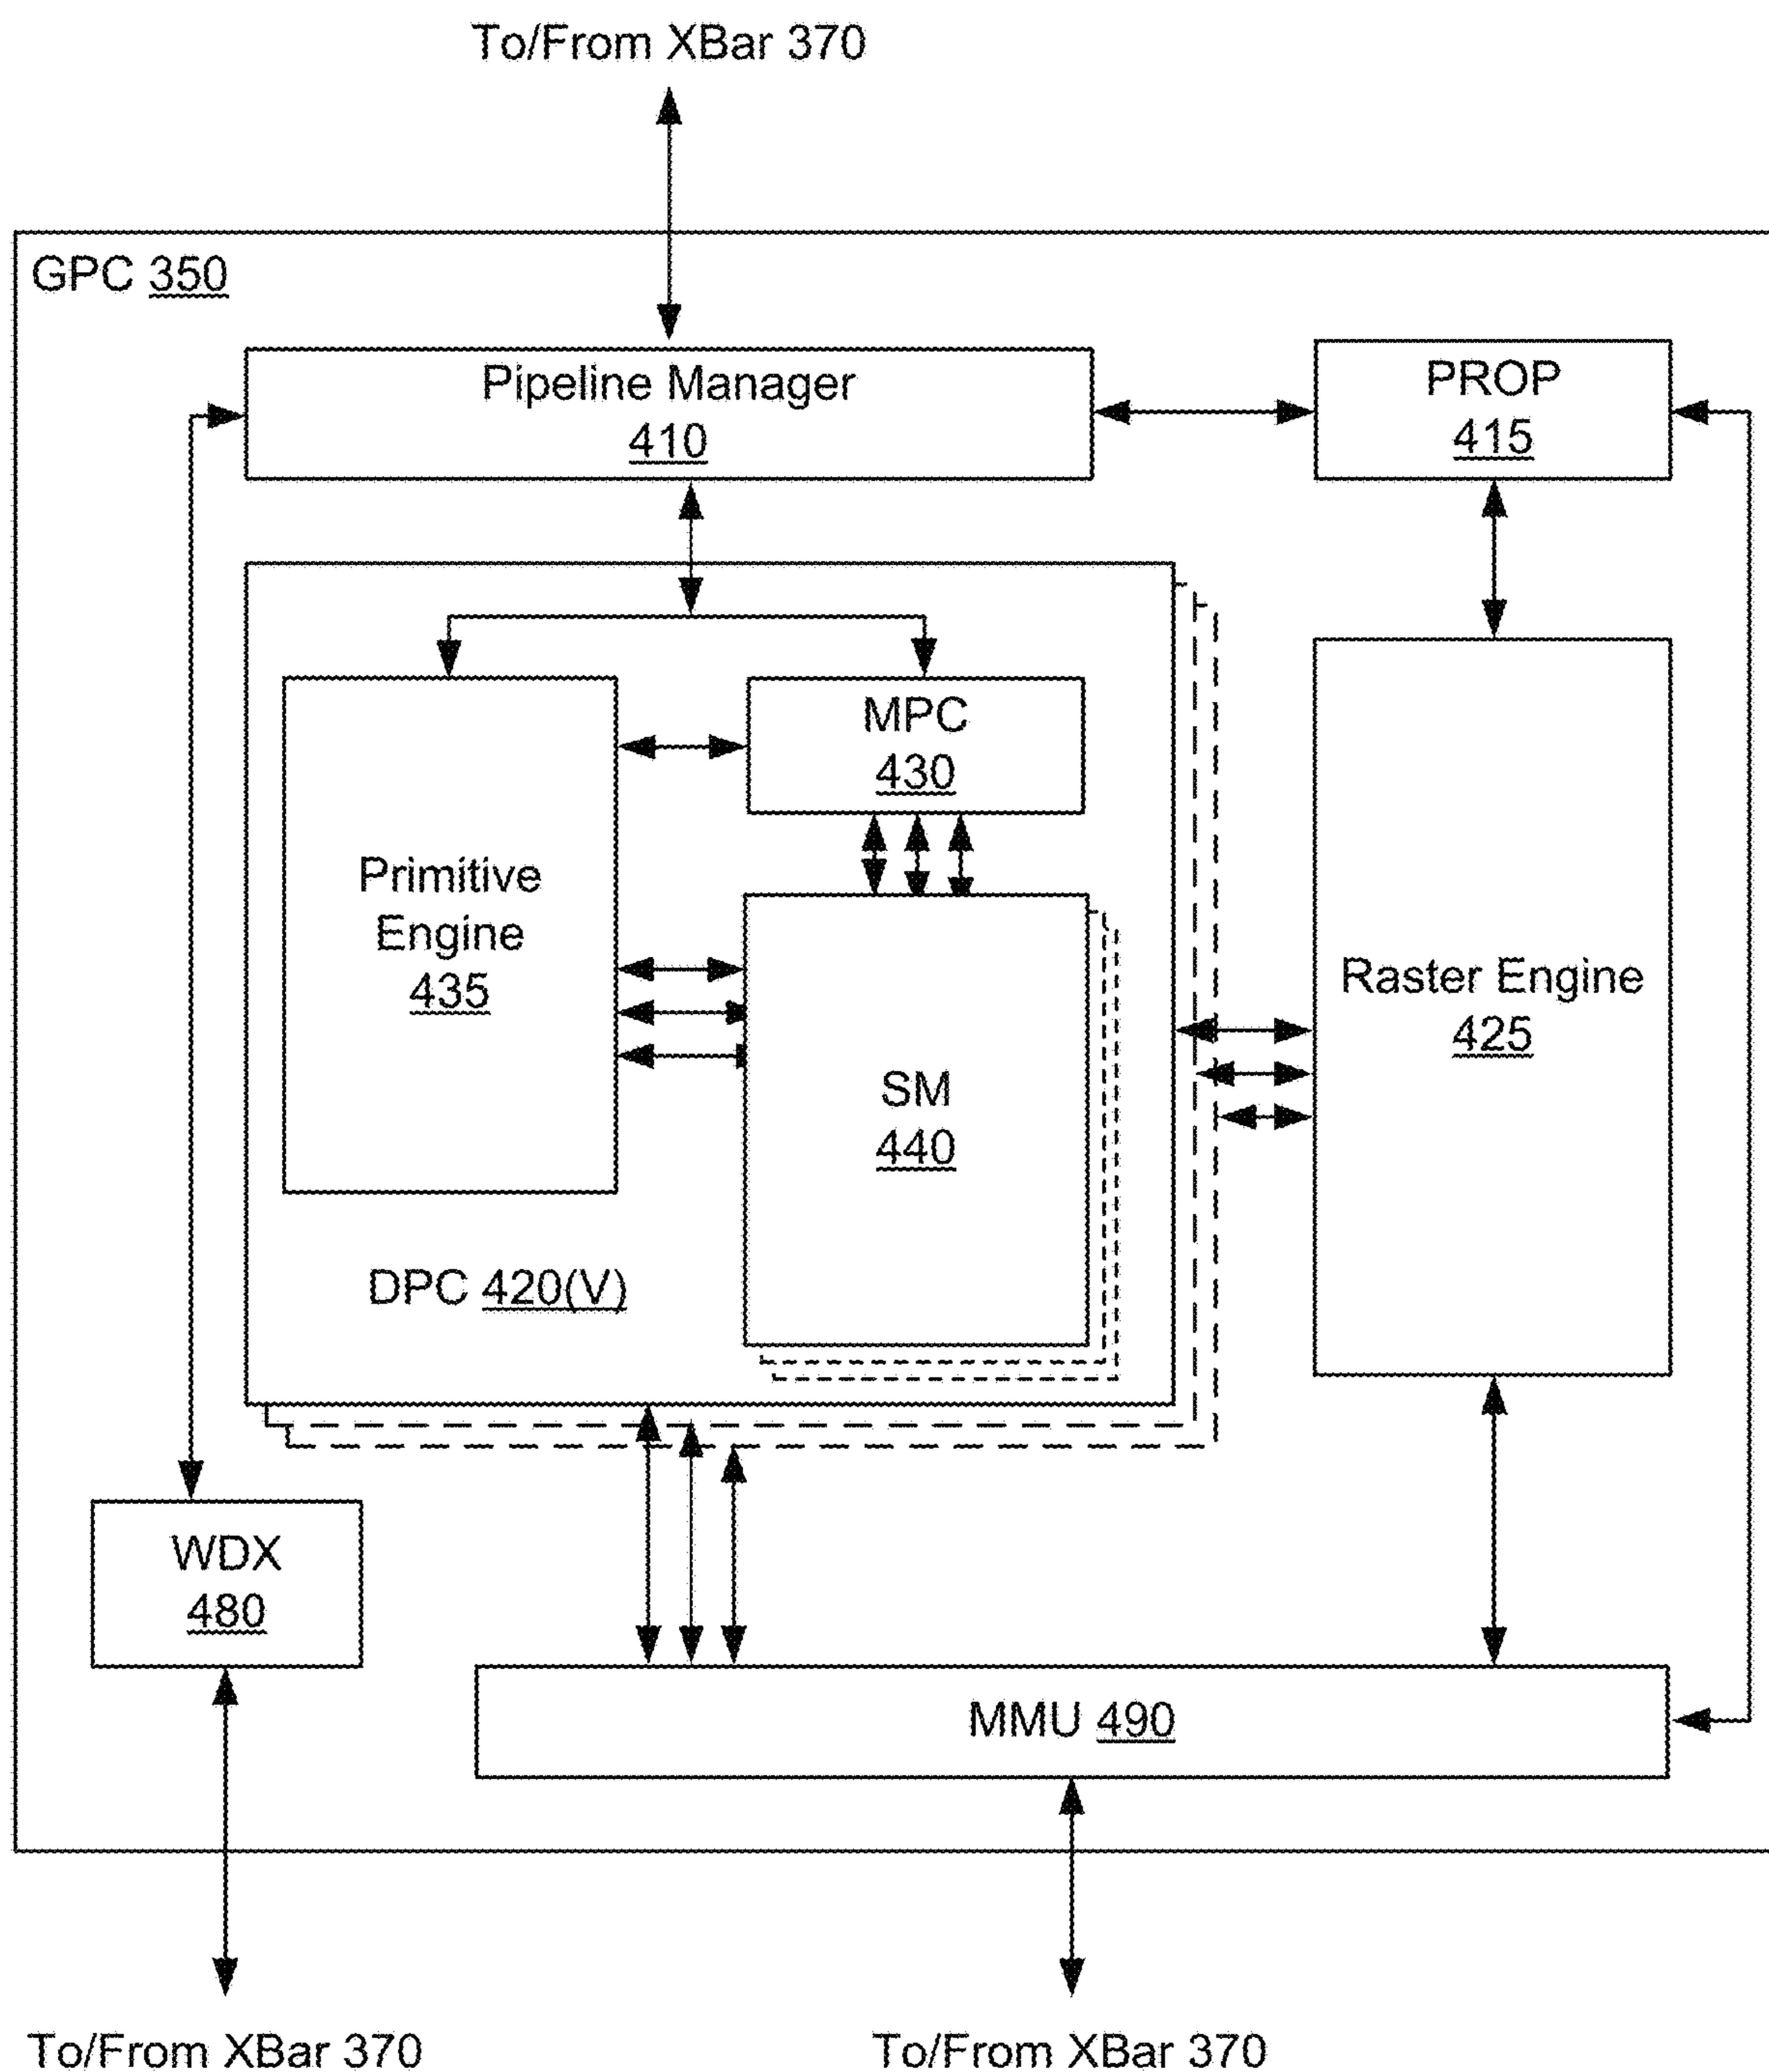 To/From XBar 370
GPC 350
Pipeline Manager
410
PROP
415
MPC
430
Primitive
Engine
435
Raster Engine
425
SM
440
DPC 420(V)
WDX
480
MMU 490
To/From XBar 370
To/From XBar 370